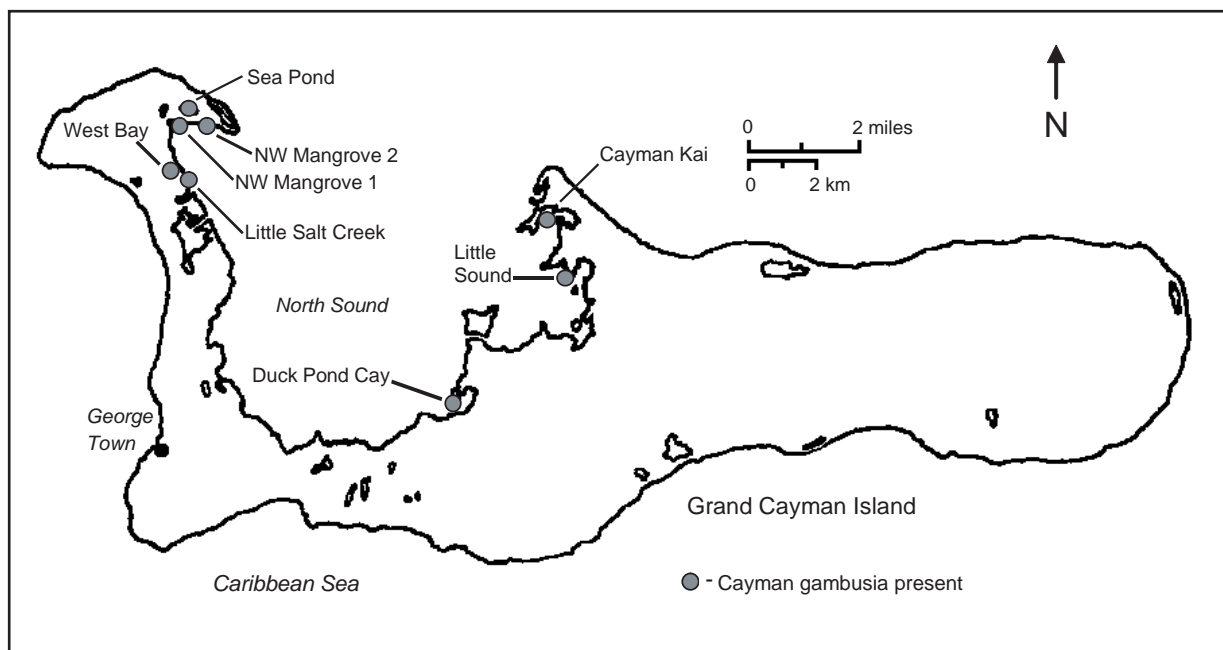 Sea Pond
West Bay
NW Mangrove 2
NW Mangrove 1
Little Salt Creek
0 2 miles
0 2 km
N
Cayman Kai
Little
Sound
North Sound
Duck Pond Cay
George
Town
Grand Cayman Island
Caribbean Sea
- Cayman gambusia present